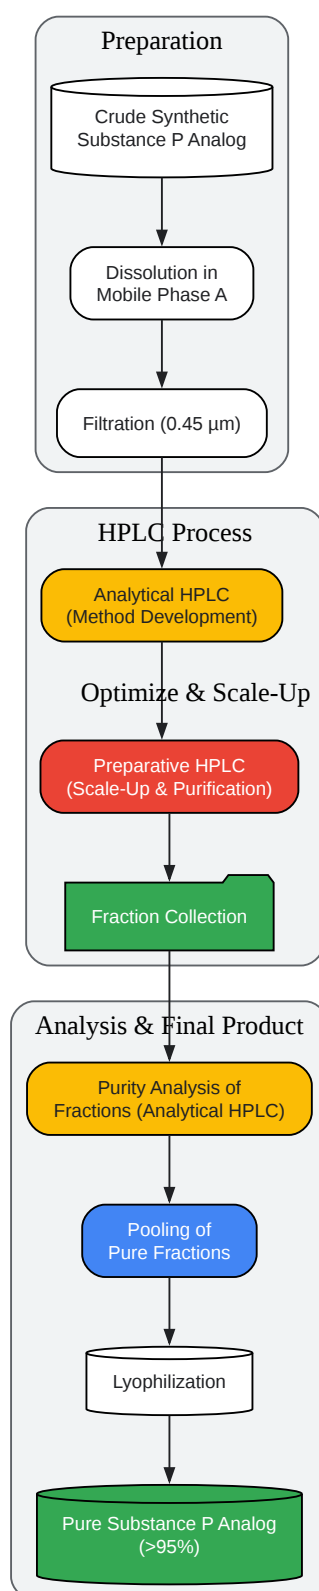 Preparation
Crude Synthetic
Substance P Analog
Dissolution in
Mobile Phase A
Filtration (0.45 µm)
HPLC Process
Analytical HPLC
(Method Development)
Optimize & Scale-Up
Preparative HPLC
(Scale-Up & Purification)
Fraction Collection
Analysis & Final Product
Purity Analysis of
Fractions (Analytical HPLC)
Pooling of
Pure Fractions
Lyophilization
Pure Substance P Analog
(>95%)